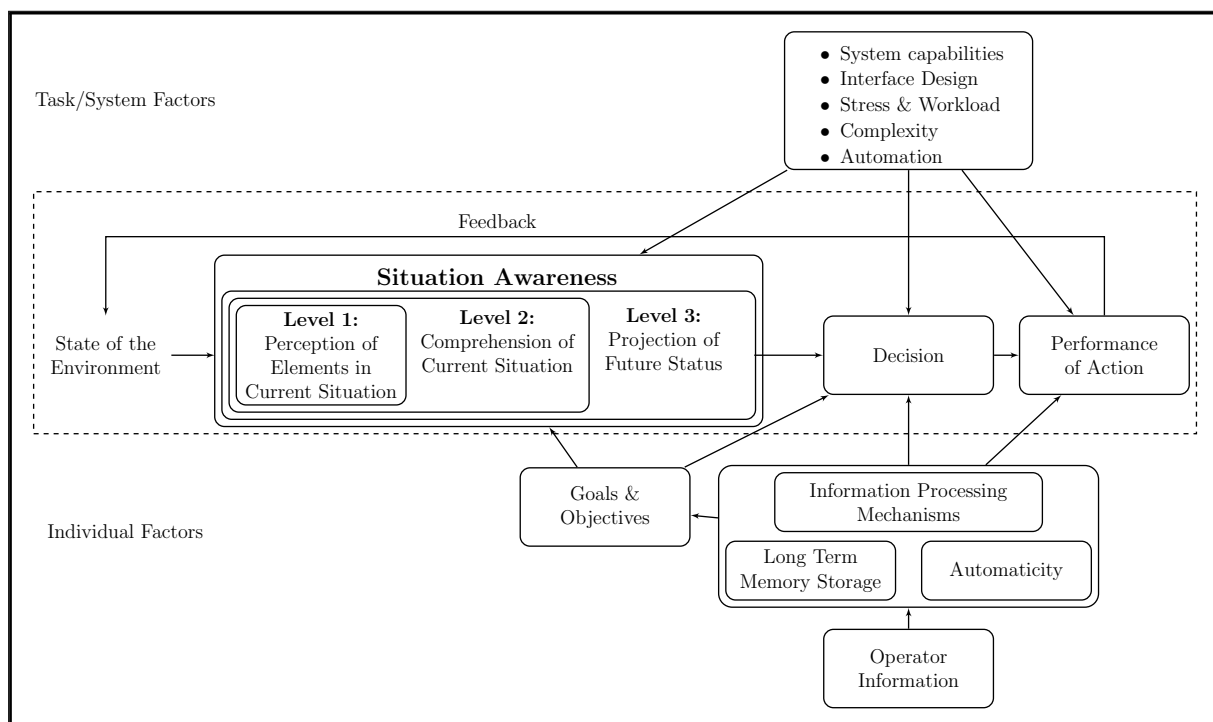 • System capabilities
• Interface Design
• Stress & Workload
• Complexity
• Automation
Task/System Factors
Feedback
Situation Awareness
Level 1:
Perception of
Elements in
Current Situation
Level 2:
Comprehension of
Current Situation
Level 3:
Projection of
Future Status
State of the
Environment
Decision
Performance
of Action
Goals &
Objectives
Information Processing
Mechanisms
Individual Factors
Long Term
Memory Storage
Automaticity
Operator
Information